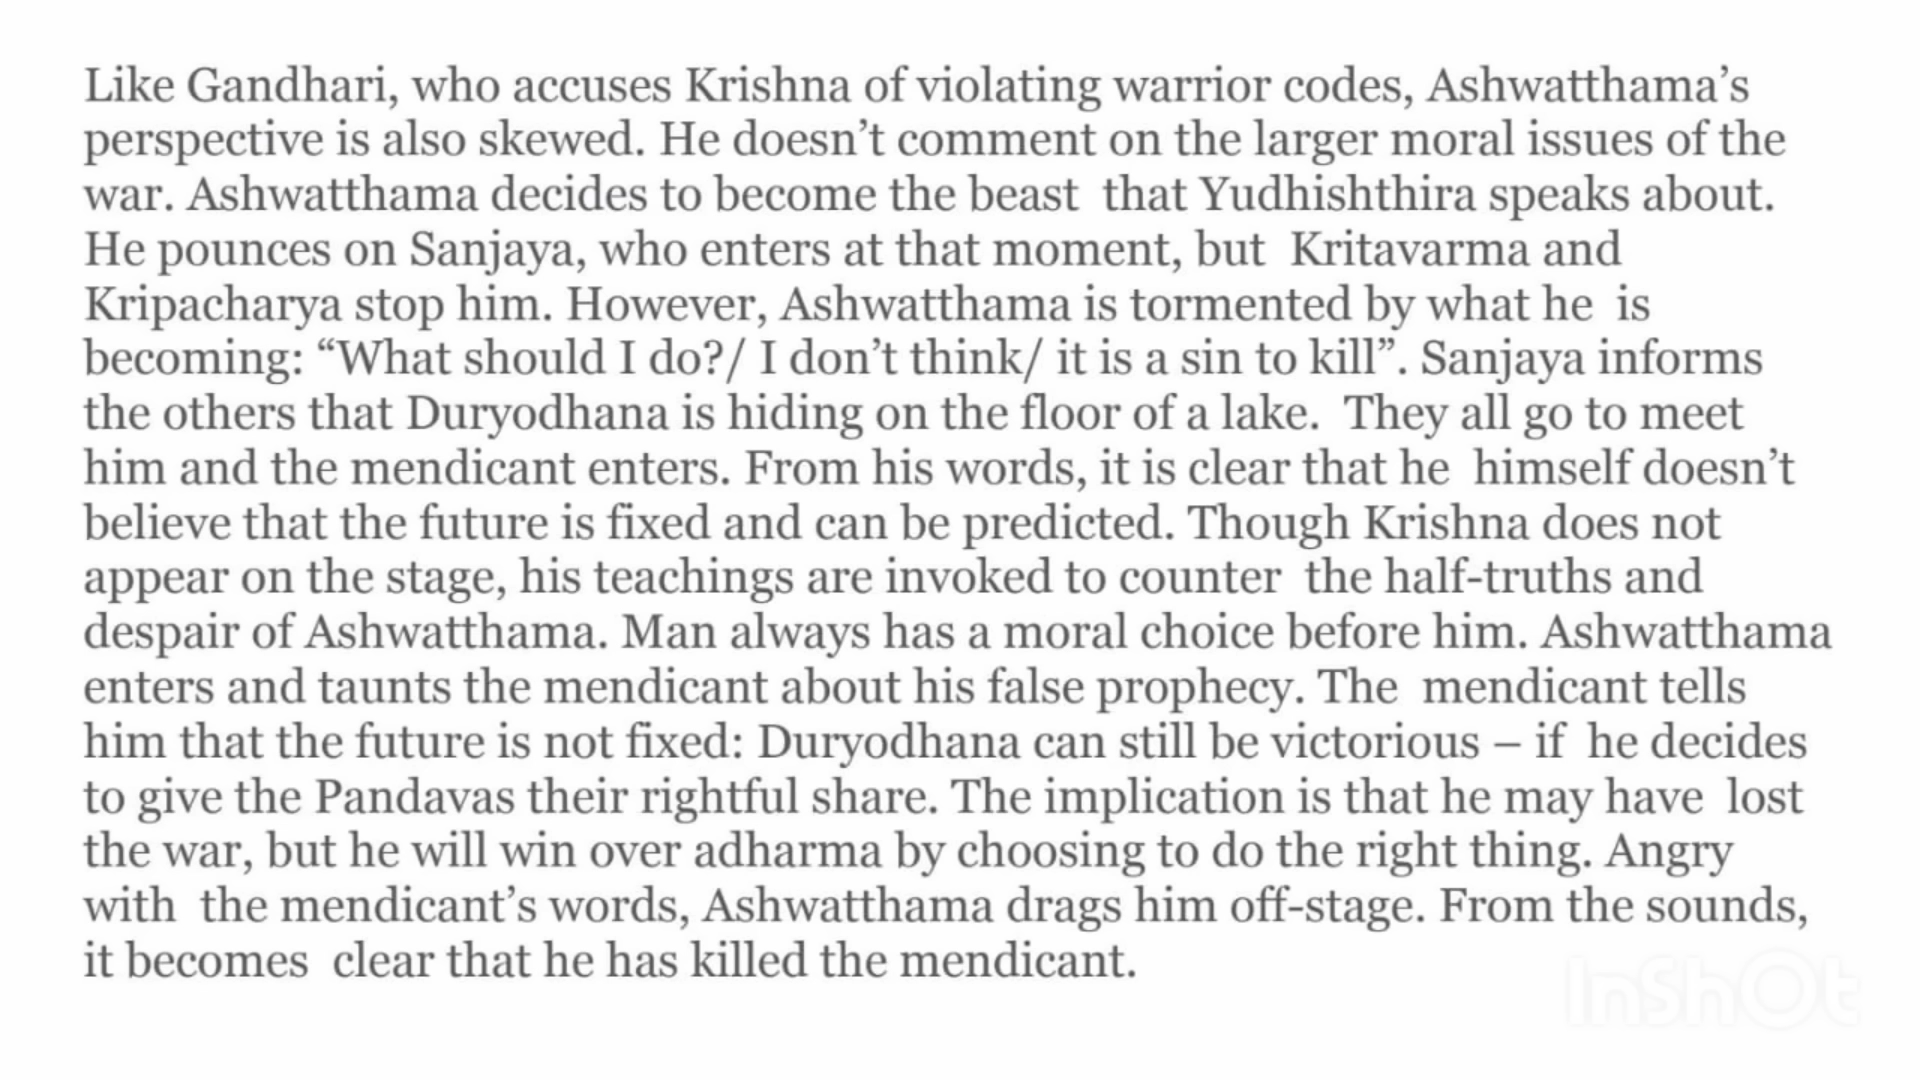 Like Gandhari, who accuses Krishna of violating warrior codes, Ashwatthama’s
perspective is also skewed. He doesn’t comment on the larger moral issues of the
war. Ashwatthama decides to become the beast  that Yudhishthira speaks about.
He pounces on Sanjaya, who enters at that moment, but  Kritavarma and
Kripacharya stop him. However, Ashwatthama is tormented by what he  is
becoming: “What should I do?/ I don’t think/ it is a sin to kill”. Sanjaya informs
the others that Duryodhana is hiding on the floor of a lake.  They all go to meet
him and the mendicant enters. From his words, it is clear that he  himself doesn’t
believe that the future is fixed and can be predicted. Though Krishna does not
appear on the stage, his teachings are invoked to counter  the half-truths and
despair of Ashwatthama. Man always has a moral choice before him. Ashwatthama
enters and taunts the mendicant about his false prophecy. The  mendicant tells
him that the future is not fixed: Duryodhana can still be victorious – if  he decides
to give the Pandavas their rightful share. The implication is that he may have  lost
the war, but he will win over adharma by choosing to do the right thing. Angry
with  the mendicant’s words, Ashwatthama drags him off-stage. From the sounds,
it becomes  clear that he has killed the mendicant.
InShOt